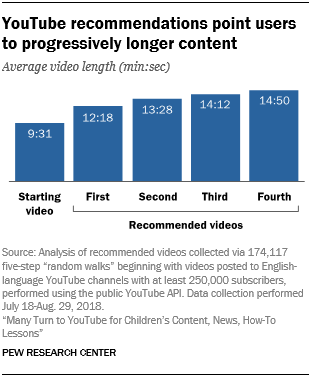 YouTube recommendations point users
to progressively longer content
Average video length (min:sec)
9:31
12:18
13:28
14:12
14:50
Starting video
First
Second
Third
Fourth
Recommended videos
Source: Analysis of recommended videos collected via 174,117
five-step “random walks” beginning with videos posted to English-
language YouTube channels with at least 250,000 subscribers,
performed using the public YouTube API. Data collection performed
July 18-Aug. 29, 2018.
“Many Turn to YouTube for Children’s Content, News, How-To
Lessons”
PEW RESEARCH CENTER